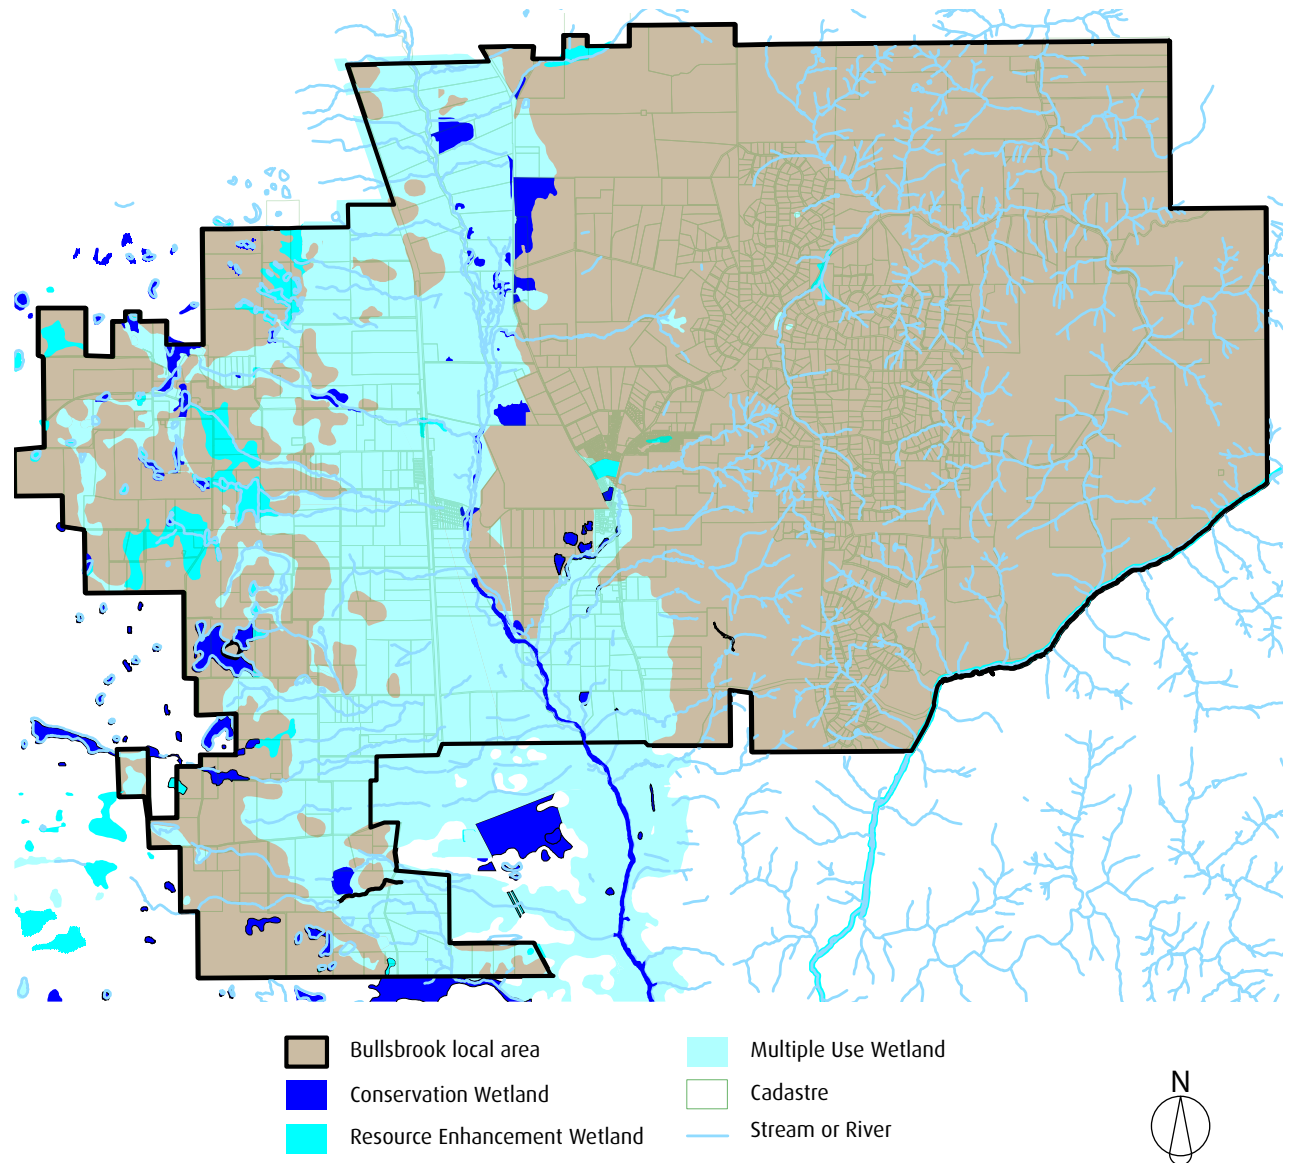 Bullsbrook local area
Conservation Wetland
Resource Enhancement Wetland
Multiple Use Wetland
Cadastre
Stream or River
N